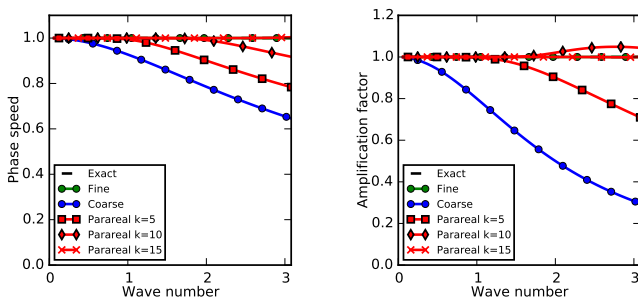 1.0
0.8
0.6
0.4
0.2
0.0
Phase speed
Exact
Fine
Coarse
Parareal k=5
Parareal k=10
Parareal k=15
0 1 2 3
Wave number
1.2
1.0
0.8
0.6
0.4
0.2
0.0
Amplification factor
Exact
Fine
Coarse
Parareal k=5
Parareal k=10
Parareal k=15
0 1 2 3
Wave number